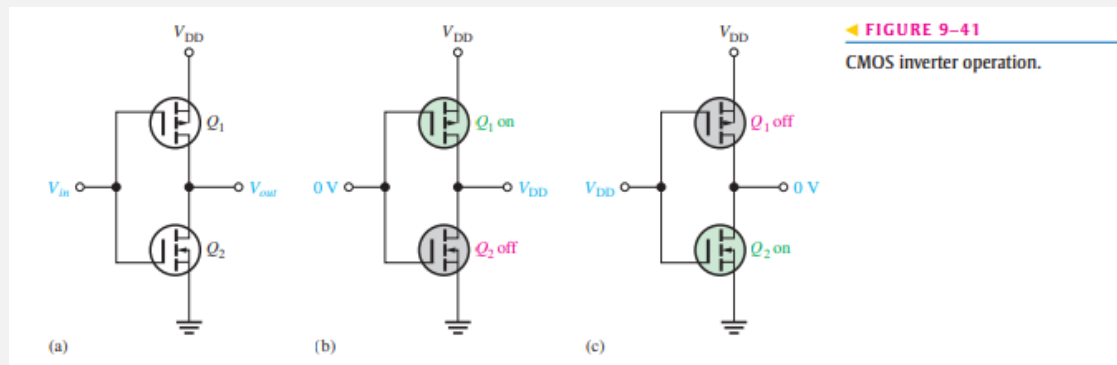 V_DD
Q_1
V_in
V_out
Q_2
(a)
V_DD
Q_1 on
0 V
V_DD
Q_2 off
(b)
V_DD
Q_1 off
V_DD
0 V
Q_2 on
(c)
◄ FIGURE 9–41
CMOS inverter operation.